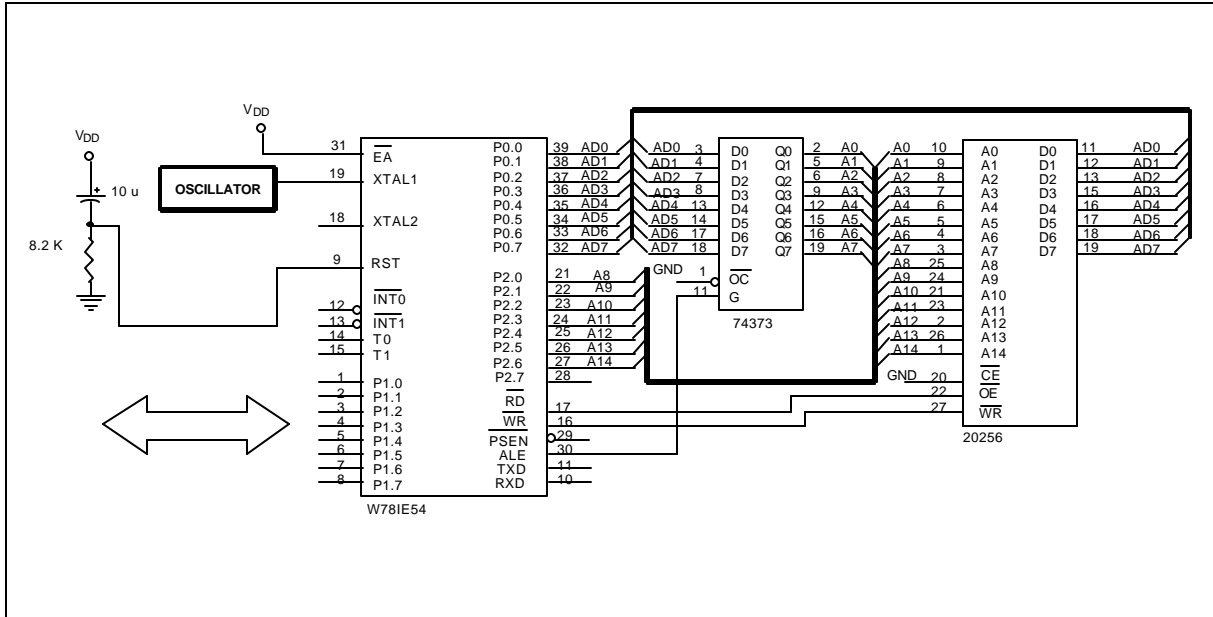 VDD
10 u
8.2 K
VDD
OSCILLATOR
31 EA
19 XTAL1
18 XTAL2
9 RST
12 INT0
13 INT1
14 T0
15 T1
1 P1.0
2 P1.1
3 P1.2
4 P1.3
5 P1.4
6 P1.5
7 P1.6
8 P1.7
P0.0 39 AD0
P0.1 38 AD1
P0.2 37 AD2
P0.3 36 AD3
P0.4 35 AD4
P0.5 34 AD5
P0.6 33 AD6
P0.7 32 AD7
P2.0 21 A8
P2.1 22 A9
P2.2 23 A10
P2.3 24 A11
P2.4 25 A12
P2.5 26 A13
P2.6 27 A14
P2.7 28
RD 17
WR 16
PSEN 29
ALE 30
TXD 11
RXD 10
W78IE54
AD0 3 D0 Q0 2 A0
AD1 4 D1 Q1 5 A1
AD2 7 D2 Q2 6 A2
AD3 8 D3 Q3 9 A3
AD4 13 D4 Q4 12 A4
AD5 14 D5 Q5 15 A5
AD6 17 D6 Q6 16 A6
AD7 18 D7 Q7 19 A7
GND 1 OC
11 G
74373
A0 10 A0 D0 11 AD0
A1 9 A1 D1 12 AD1
A2 8 A2 D2 13 AD2
A3 7 A3 D3 15 AD3
A4 6 A4 D4 16 AD4
A5 5 A5 D5 17 AD5
A6 4 A6 D6 18 AD6
A7 3 A7 D7 19 AD7
A8 25 A8
A9 24 A9
A10 21 A10
A11 23 A11
A12 2 A12
A13 26 A13
A14 1 A14
GND 20 CE
22 OE
27 WR
20256